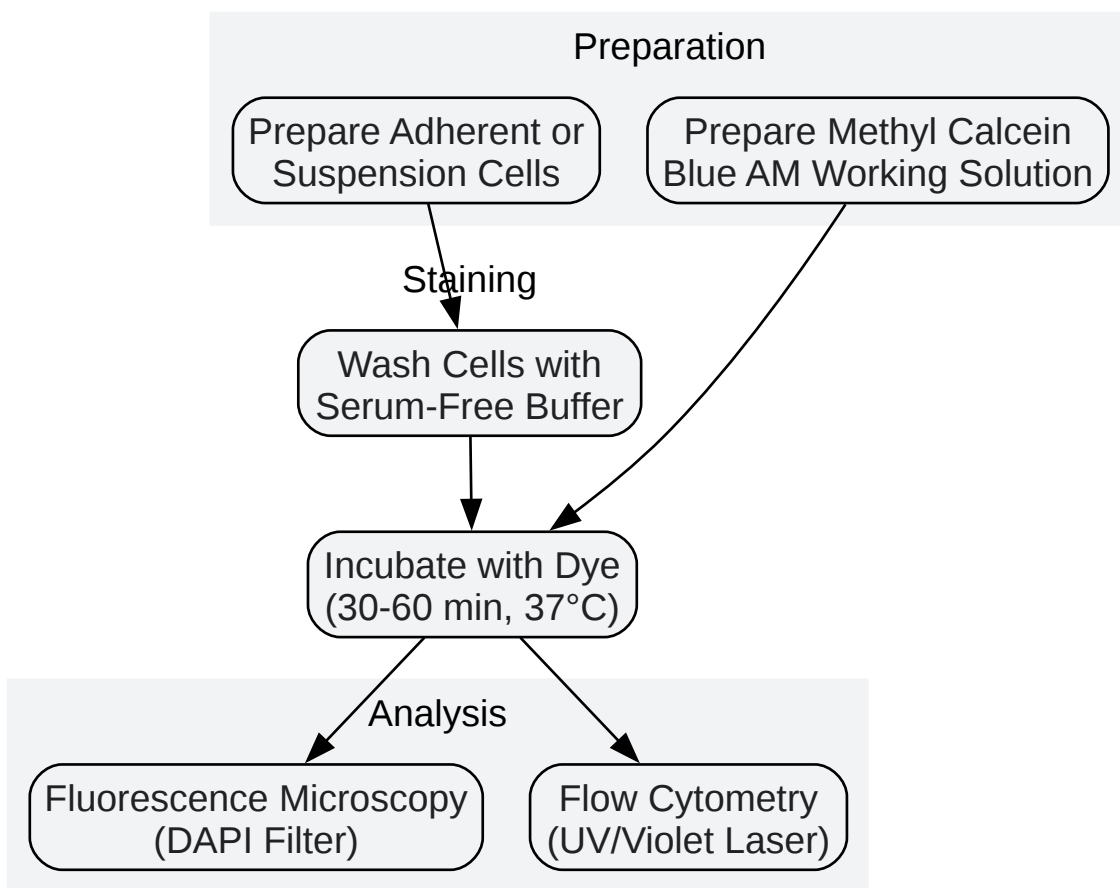 Preparation
Prepare Adherent or
Suspension Cells
Prepare Methyl Calcein
Blue AM Working Solution
Staining
Wash Cells with
Serum-Free Buffer
Incubate with Dye
(30-60 min, 37°C)
Analysis
Fluorescence Microscopy
(DAPI Filter)
Flow Cytometry
(UV/Violet Laser)